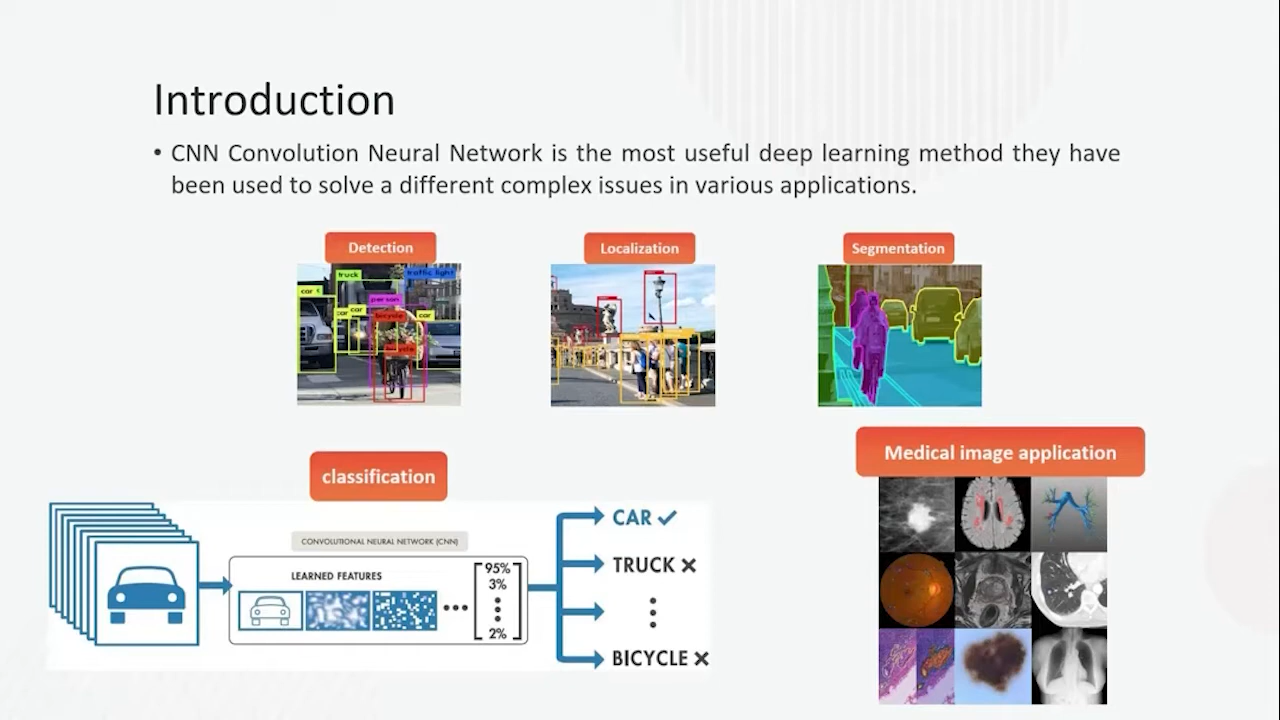 Introduction
• CNN Convolution Neural Network is the most useful deep learning method they have
been used to solve a different complex issues in various applications.
Detection
Localization
Segmentation
truck
traffic light
car
person
car
car
bicycle
car
classification
Medical image application
CONVOLUTIONAL NEURAL NETWORK (CNN)
LEARNED FEATURES
95%
3%
2%
CAR ✓
TRUCK ✕
BICYCLE ✕